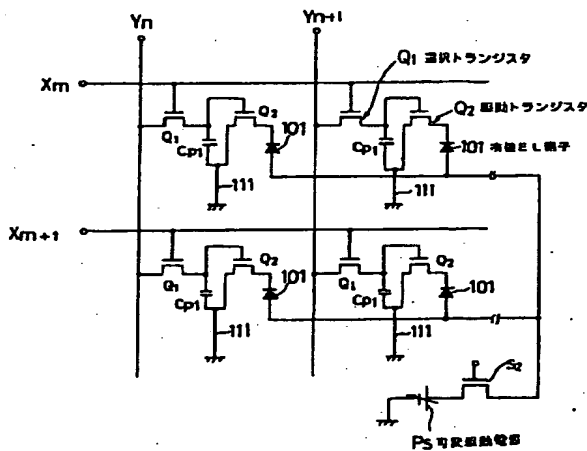 Yn
Yn+1
Q1 選択トランジスタ
Xm
Q2 駆動トランジスタ
Q1
Q2
101
Cp1
Cp1
101 有機EL素子
111
111
Xm+1
Q1
Q2
101
Q1
Q2
101
Cp1
Cp1
111
111
S2
Ps 可変駆動電源